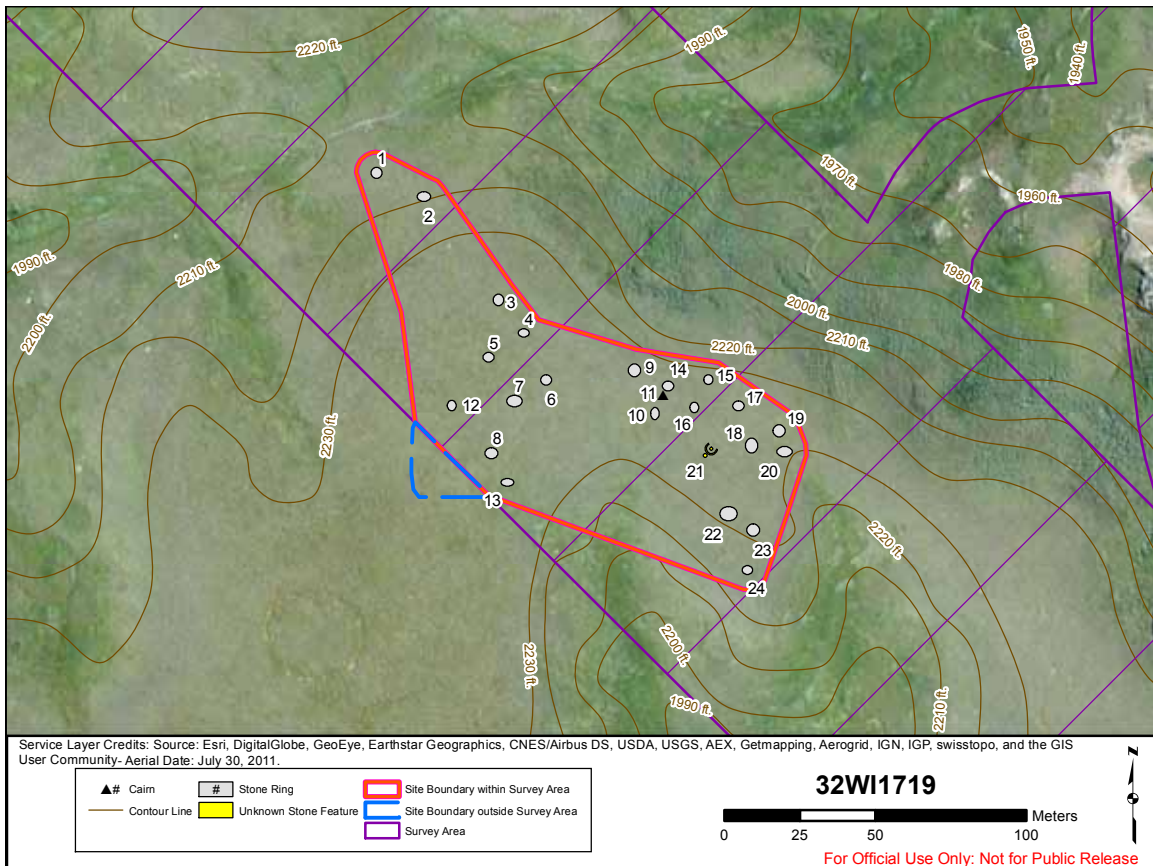 2220 ft.
1990 ft.
1950 ft.
1940 ft.
1
2
1970 ft.
1960 ft.
1990 ft.
2210 ft.
1980 ft.
2200 ft.
3
4
2000 ft.
2210 ft.
5
2220 ft.
9
14
15
7
6
11
12
10
16
17
2230 ft.
8
18
19
21
20
13
22
23
2220 ft.
24
2230 ft.
2200 ft.
1990 ft.
2210 ft.
Service Layer Credits: Source: Esri, DigitalGlobe, GeoEye, Earthstar Geographics, CNES/Airbus DS, USDA, USGS, AEX, Getmapping, Aerogrid, IGN, IGP, swisstopo, and the GIS
User Community- Aerial Date: July 30, 2011.
# Cairn
# Stone Ring
Site Boundary within Survey Area
Contour Line
Unknown Stone Feature
Site Boundary outside Survey Area
Survey Area
32WI1719
Meters
0 25 50 100
N
For Official Use Only: Not for Public Release